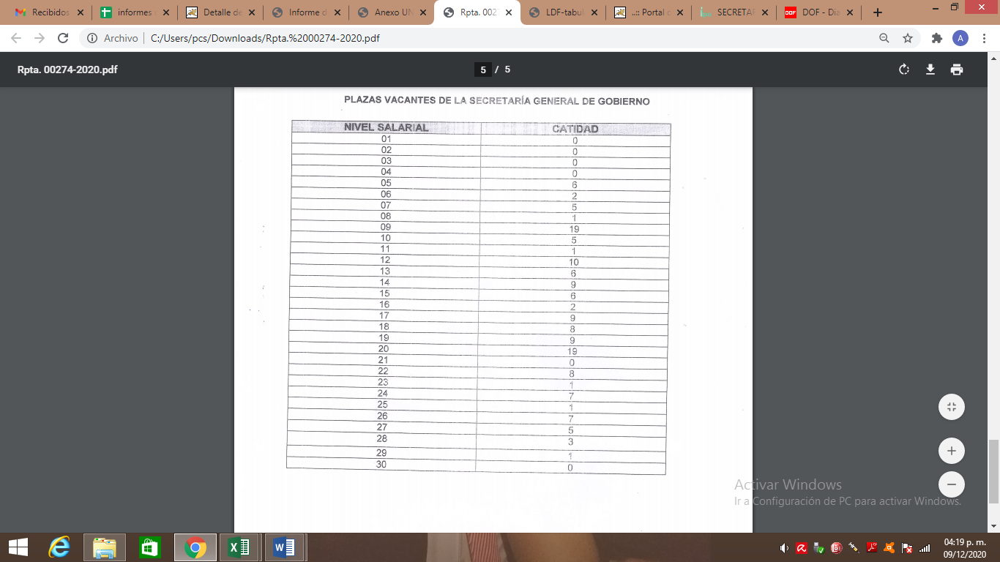 Recibidos
informes
Detalle de
Informe d
Anexo UN
Rpta. 002
LDF-tabul
..:: Portal
SECRETAR
DOF DOF - Dia
Archivo C:/Users/pcs/Downloads/Rpta.%2000274-2020.pdf A
Rpta. 00274-2020.pdf 5 / 5
PLAZAS VACANTES DE LA SECRETARÍA GENERAL DE GOBIERNO
NIVEL SALARIAL CATIDAD
01 0
02 0
03 0
04 0
05 6
06 2
07 5
08 1
09 19
10 5
11 1
12 10
13 6
14 9
15 6
16 2
17 9
18 8
19 9
20 19
21 0
22 8
23 1
24 7
25 1
26 7
27 5
28 3
29 1
30 0
Activar Windows
Ir a Configuración de PC para activar Windows.
04:19 p. m.
09/12/2020